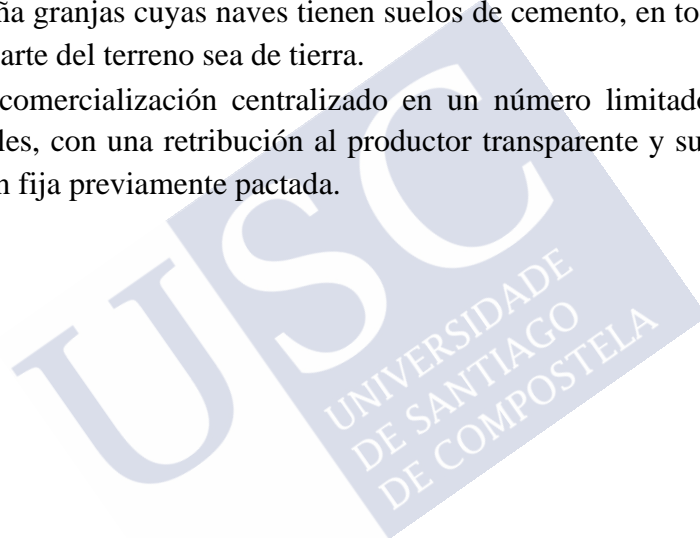 ña granjas cuyas naves tienen suelos de cemento, en to
arte del terreno sea de tierra.
comercialización centralizado en un número limitado
les, con una retribución al productor transparente y su
n fija previamente pactada.
USC
UNIVERSIDADE
DE SANTIAGO
DE COMPOSTELA